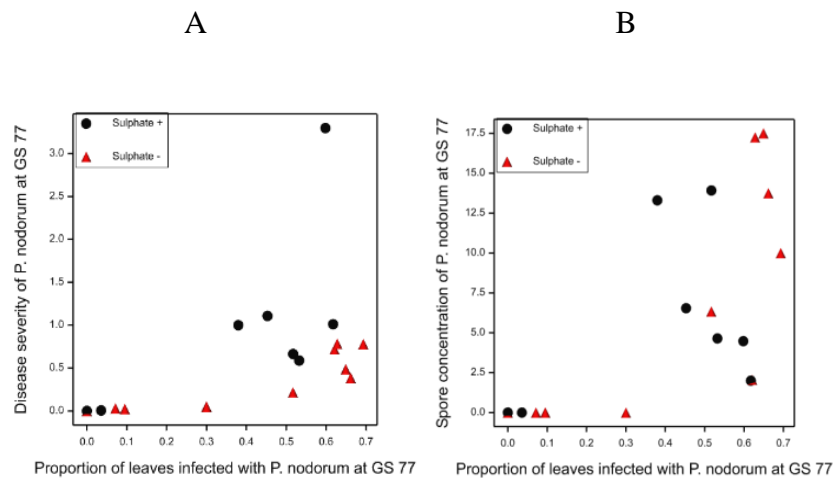 A
B
Sulphate +
Sulphate -
3.0
2.5
2.0
1.5
1.0
0.5
0.0
0.0 0.1 0.2 0.3 0.4 0.5 0.6 0.7
Disease severity of P. nodorum at GS 77
Proportion of leaves infected with P. nodorum at GS 77
Sulphate +
Sulphate -
17.5
15.0
12.5
10.0
7.5
5.0
2.5
0.0
0.0 0.1 0.2 0.3 0.4 0.5 0.6 0.7
Spore concentration of P. nodorum at GS 77
Proportion of leaves infected with P. nodorum at GS 77